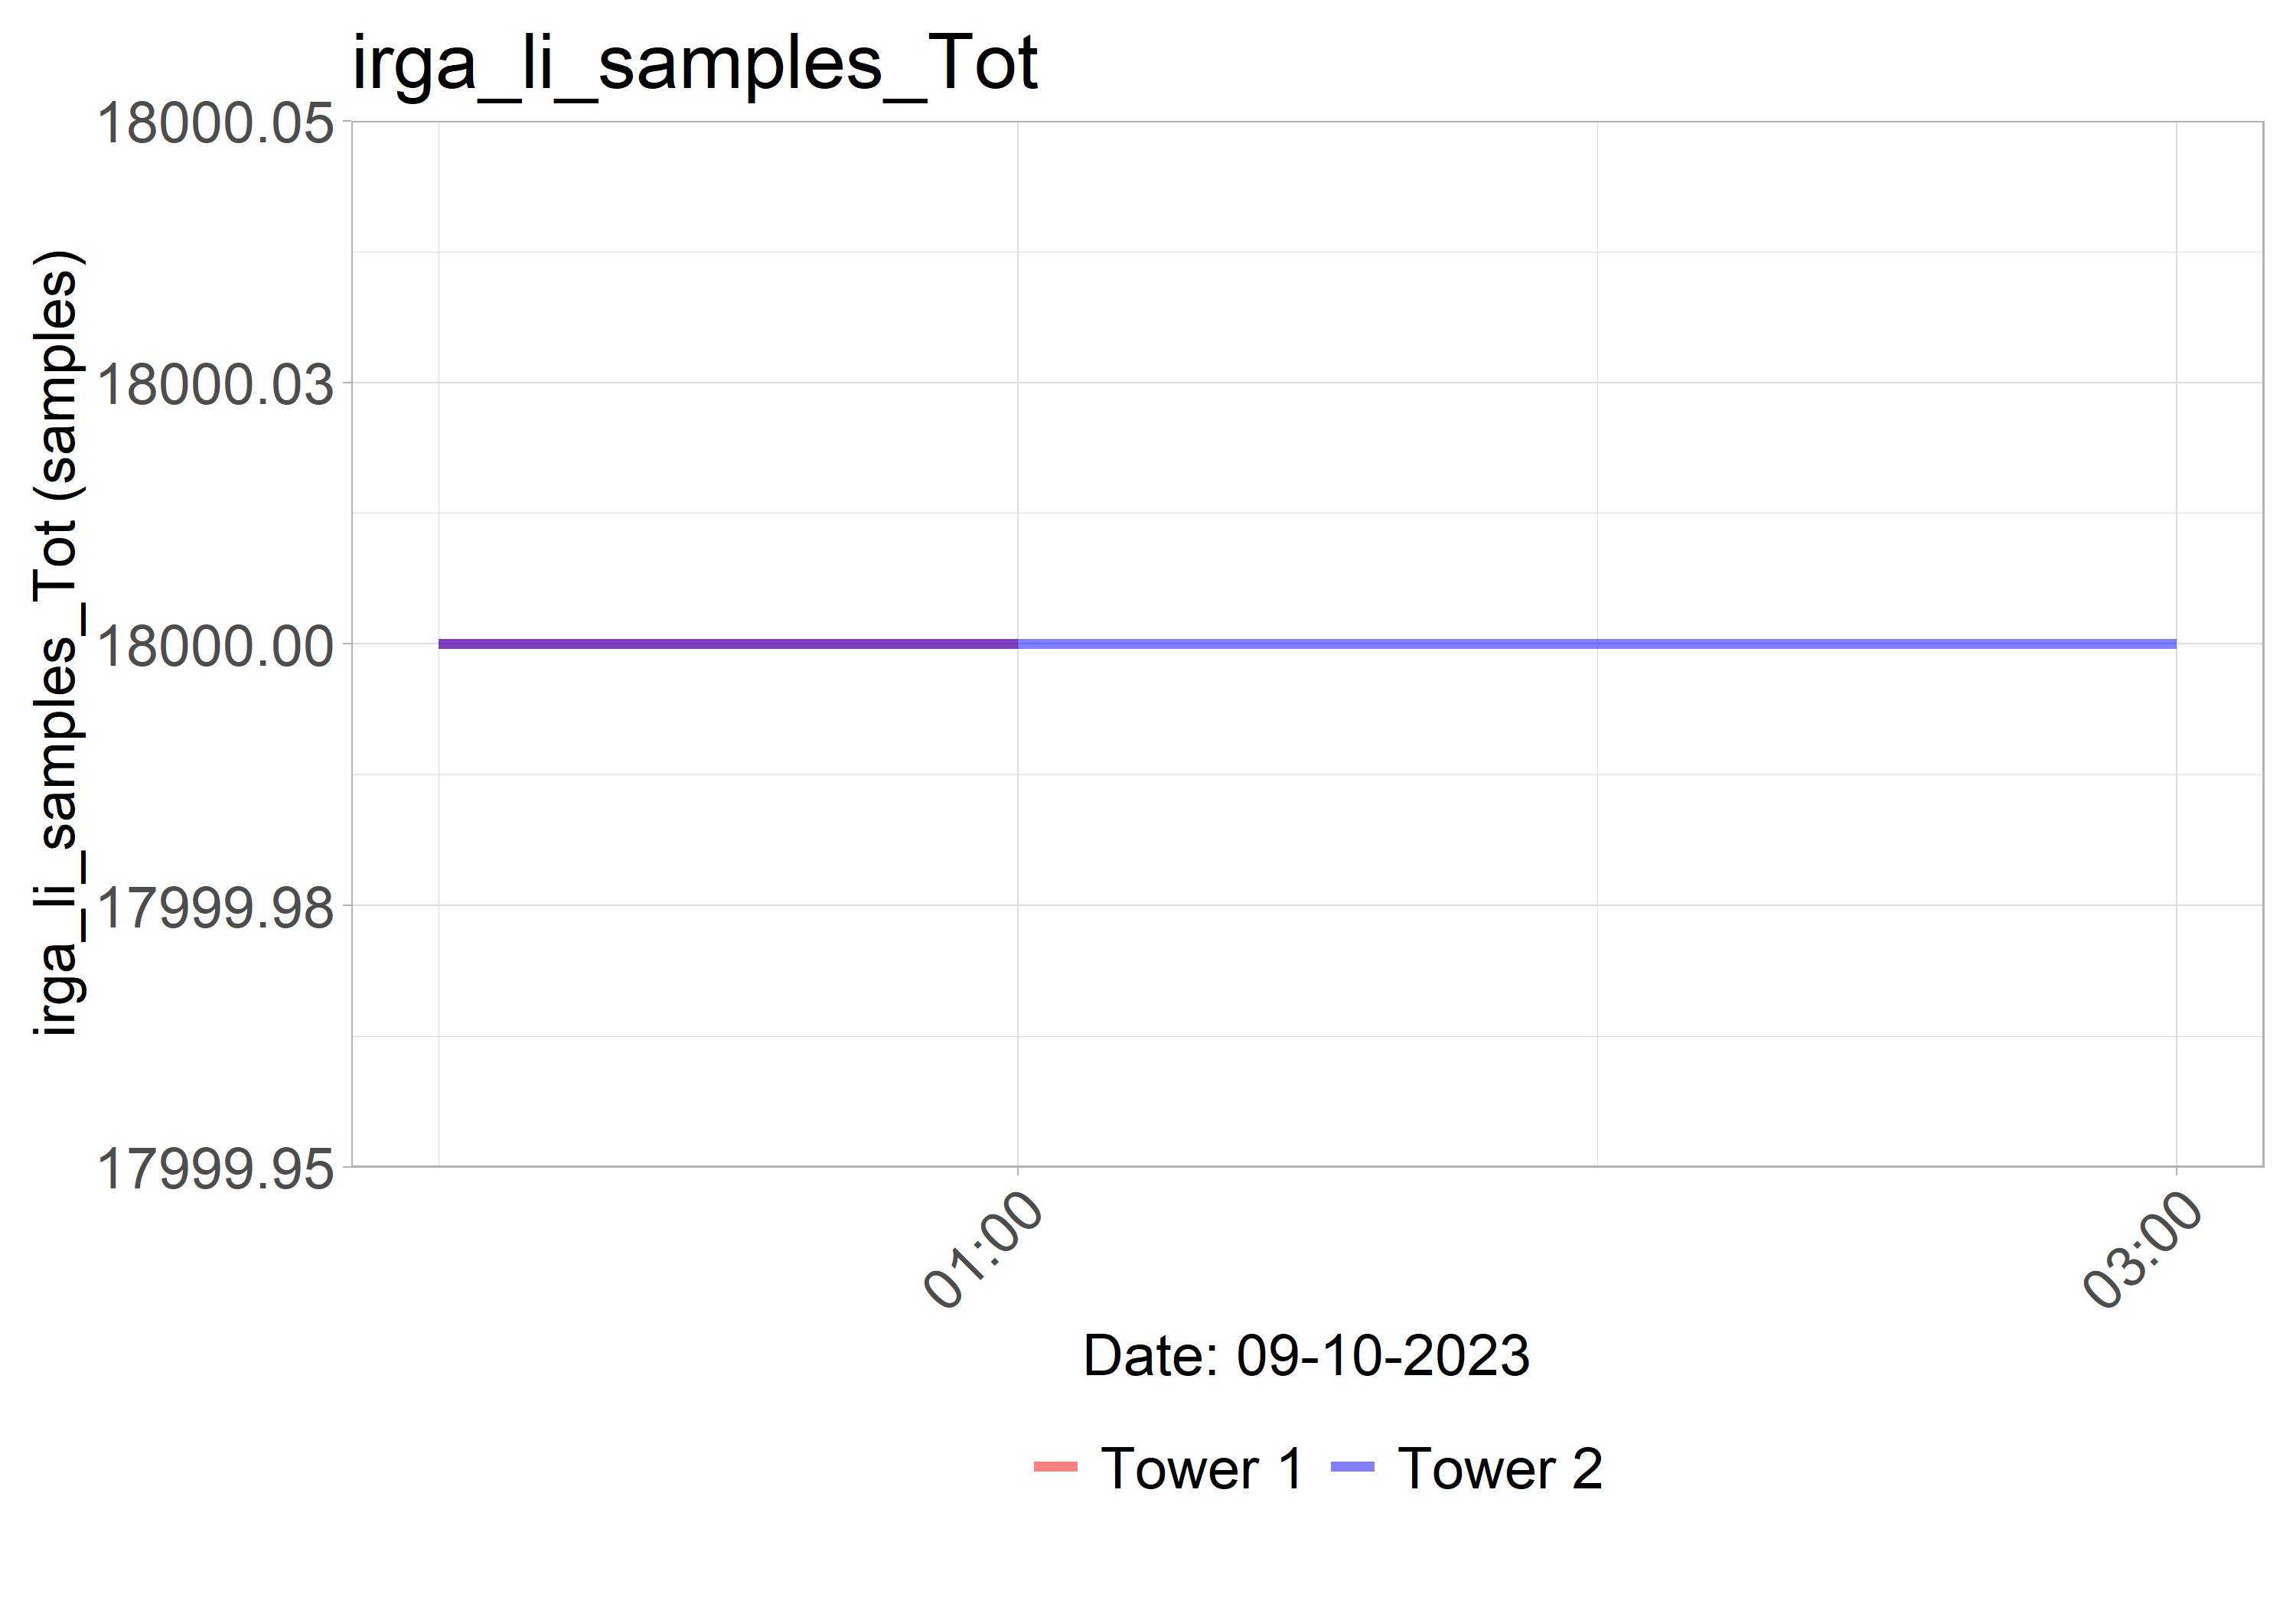 irga_li_samples_Tot
irga_li_samples_Tot (samples)
18000.05
18000.03
18000.00
17999.98
17999.95
01:00
03:00
Date: 09-10-2023
Tower 1
Tower 2